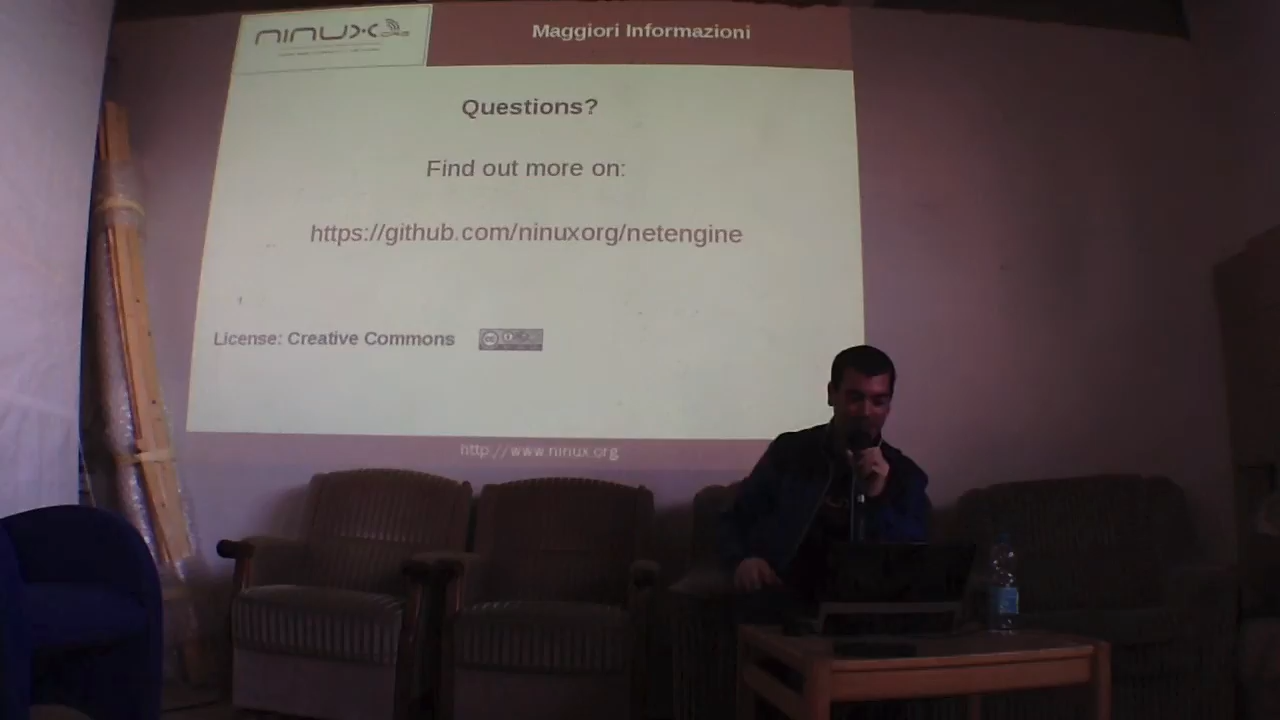 ninux
Maggiori Informazioni
Questions?
Find out more on:
https://github.com/ninuxorg/netengine
License: Creative Commons
cc
http://www.ninux.org